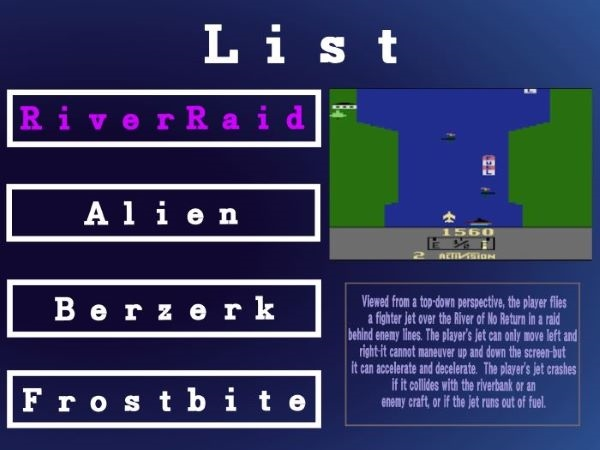 List
RiverRaid
Alien
Berzerk
Frostbite
FUEL
1560
E ½ F
2 ACTIVISION
Viewed from a top-down perspective, the player flies
a fighter jet over the River of No Return in a raid
behind enemy lines. The player's jet can only move left and
right-it cannot maneuver up and down the screen-but
it can accelerate and decelerate. The player's jet crashes
if it collides with the riverbank or an
enemy craft, or if the jet runs out of fuel.